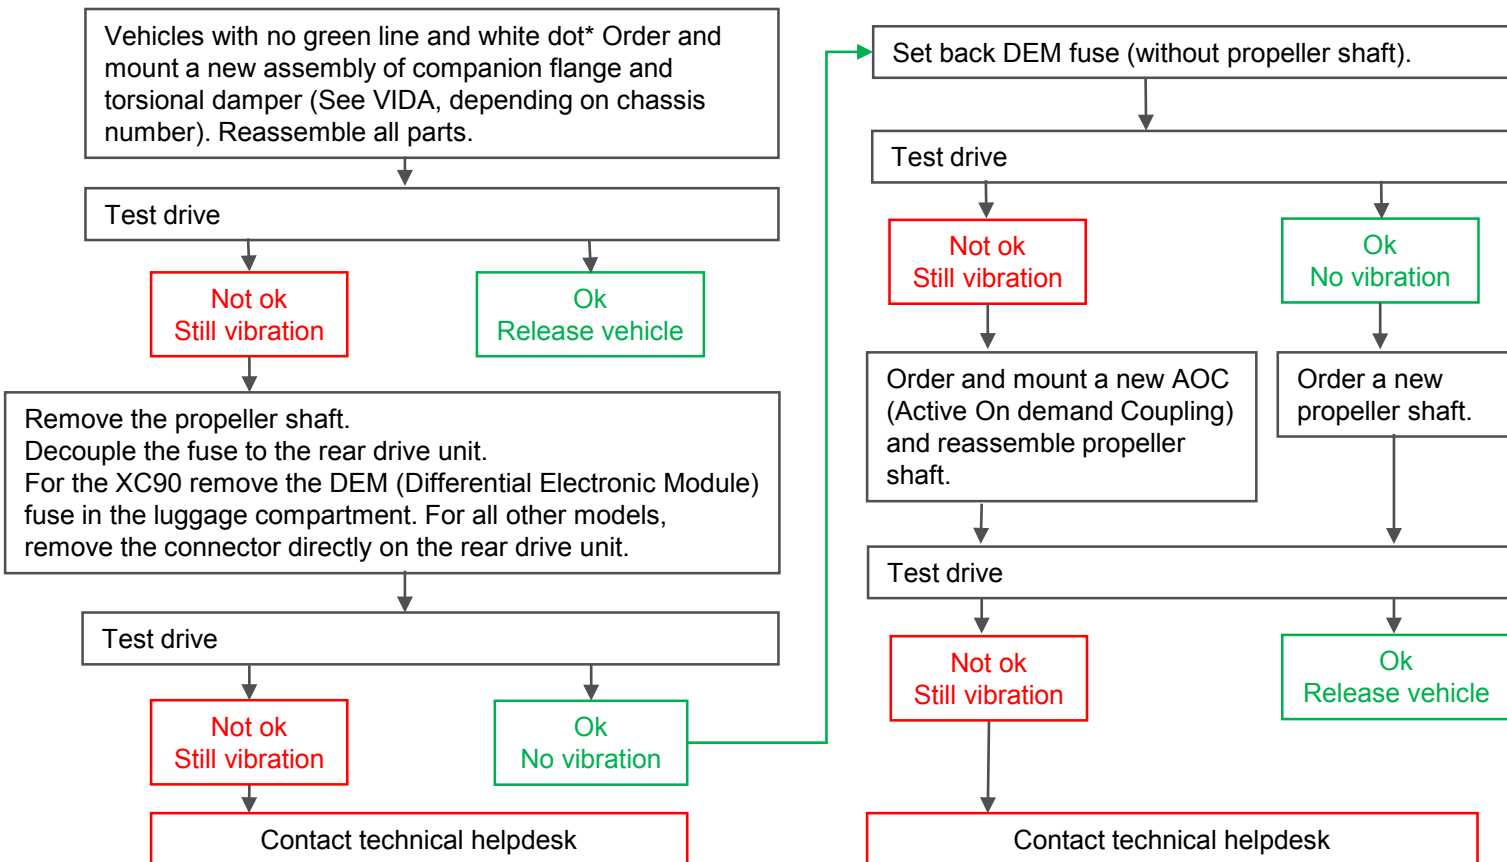 Vehicles with no green line and white dot* Order and
mount a new assembly of companion flange and
torsional damper (See VIDA, depending on chassis
number). Reassemble all parts.
Test drive
Not ok
Still vibration
Ok
Release vehicle
Remove the propeller shaft.
Decouple the fuse to the rear drive unit.
For the XC90 remove the DEM (Differential Electronic Module)
fuse in the luggage compartment. For all other models,
remove the connector directly on the rear drive unit.
Test drive
Not ok
Still vibration
Ok
No vibration
Contact technical helpdesk
Set back DEM fuse (without propeller shaft).
Test drive
Not ok
Still vibration
Ok
No vibration
Order and mount a new AOC
(Active On demand Coupling)
and reassemble propeller
shaft.
Order a new
propeller shaft.
Test drive
Not ok
Still vibration
Ok
Release vehicle
Contact technical helpdesk